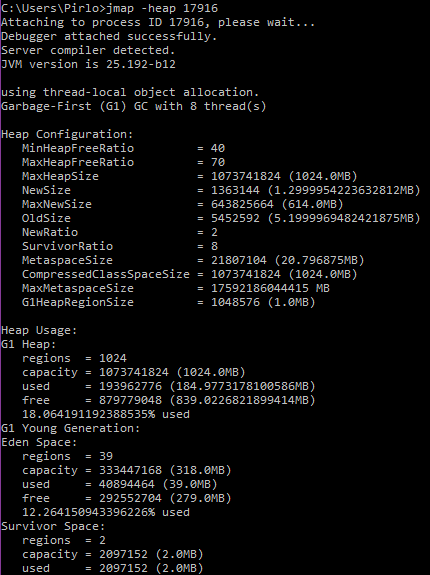 C:\Users\Pirlo>jmap -heap 17916
Attaching to process ID 17916, please wait...
Debugger attached successfully.
Server compiler detected.
JVM version is 25.192-b12
using thread-local object allocation.
Garbage-First (G1) GC with 8 thread(s)
Heap Configuration:
MinHeapFreeRatio = 40
MaxHeapFreeRatio = 70
MaxHeapSize = 1073741824 (1024.0MB)
NewSize = 1363144 (1.2999954223632812MB)
MaxNewSize = 643825664 (614.0MB)
OldSize = 5452592 (5.1999969482421875MB)
NewRatio = 2
SurvivorRatio = 8
MetaspaceSize = 21807104 (20.796875MB)
CompressedClassSpaceSize = 1073741824 (1024.0MB)
MaxMetaspaceSize = 17592186044415 MB
G1HeapRegionSize = 1048576 (1.0MB)
Heap Usage:
G1 Heap:
regions = 1024
capacity = 1073741824 (1024.0MB)
used = 193962776 (184.9773178100586MB)
free = 879779048 (839.0226821899414MB)
18.064191192388535% used
G1 Young Generation:
Eden Space:
regions = 39
capacity = 333447168 (318.0MB)
used = 40894464 (39.0MB)
free = 292552704 (279.0MB)
12.264150943396226% used
Survivor Space:
regions = 2
capacity = 2097152 (2.0MB)
used = 2097152 (2.0MB)